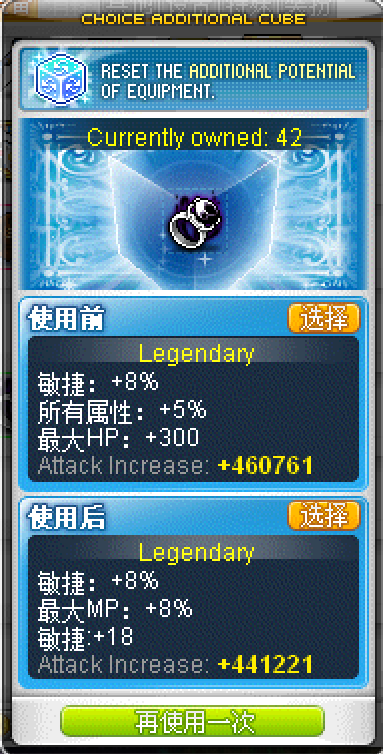 CHOICE ADDITIONAL CUBE
RESET THE ADDITIONAL POTENTIAL
OF EQUIPMENT.
Currently owned: 42
使用前 选择
Legendary
敏捷：+8%
所有属性：+5%
最大HP：+300
Attack Increase: +460761
使用后 选择
Legendary
敏捷：+8%
最大MP：+8%
敏捷:+18
Attack Increase: +441221
再使用一次